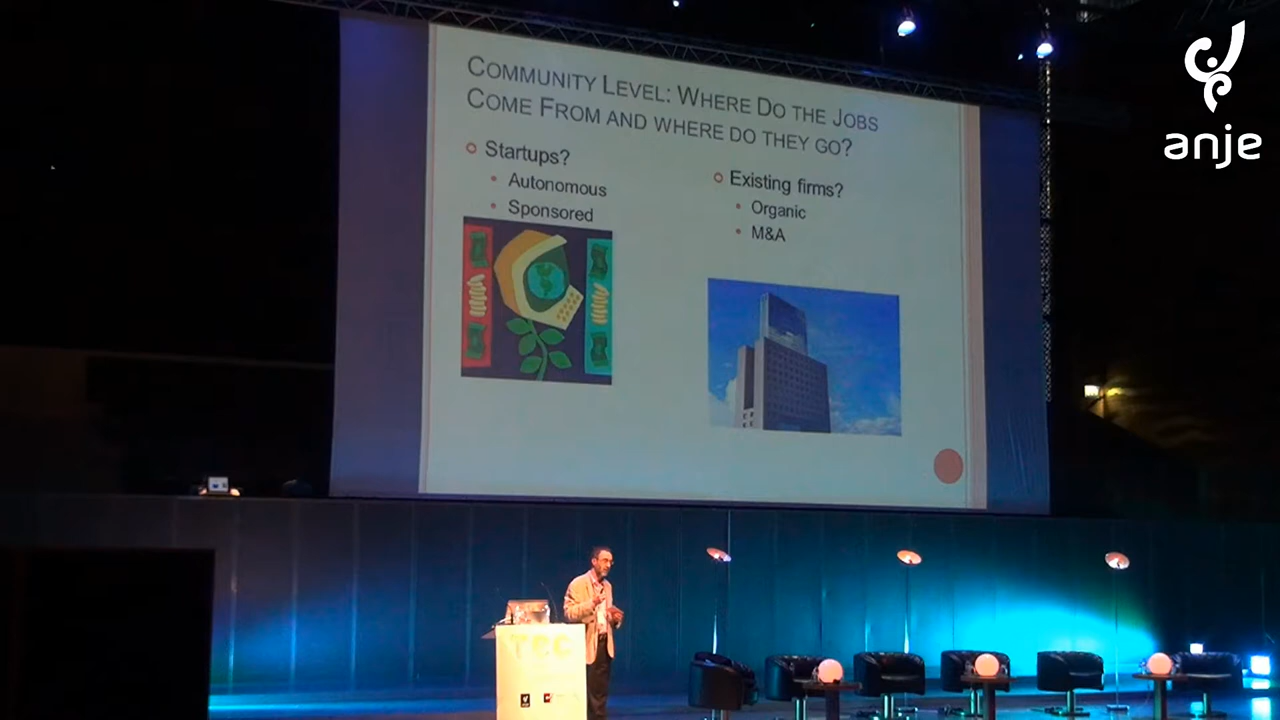 COMMUNITY LEVEL: WHERE DO THE JOBS
COME FROM AND WHERE DO THEY GO?
Startups?
Autonomous
Sponsored
Existing firms?
Organic
M&A
anje